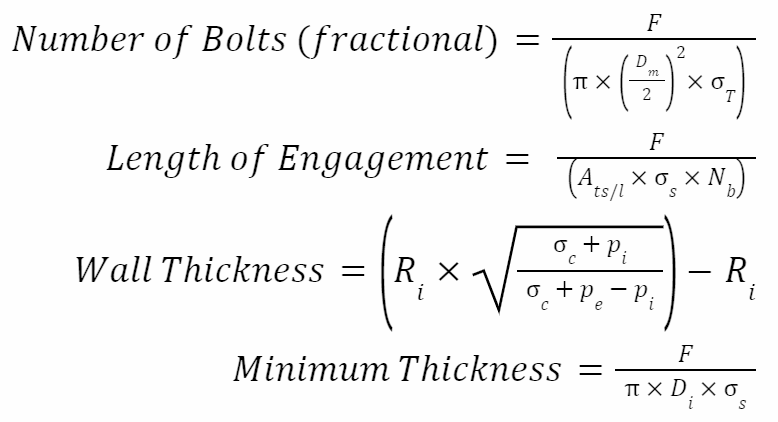 Number of Bolts (fractional) = F / (π × (D_m / 2)^2 × σ_T)
Length of Engagement = F / (A_ts/l × σ_s × N_b)
Wall Thickness = (R_i × √((σ_c + p_i) / (σ_c + p_e − p_i))) − R_i
Minimum Thickness = F / (π × D_i × σ_s)